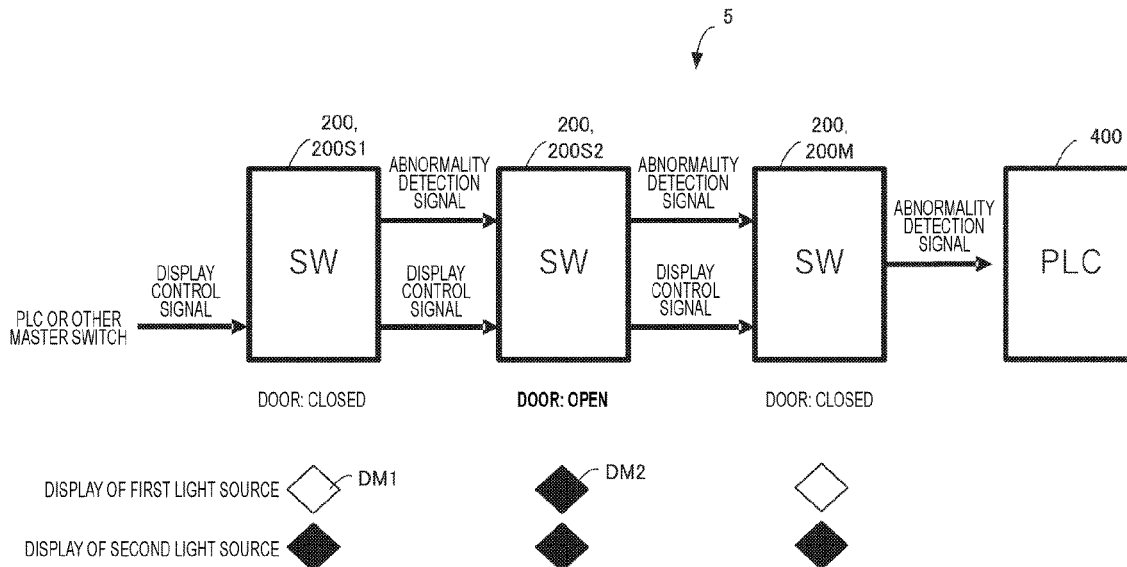 5
200,
200S1
200,
200S2
200,
200M
400
ABNORMALITY
DETECTION
SIGNAL
ABNORMALITY
DETECTION
SIGNAL
ABNORMALITY
DETECTION
SIGNAL
SW
SW
SW
PLC
DISPLAY
CONTROL
SIGNAL
DISPLAY
CONTROL
SIGNAL
DISPLAY
CONTROL
SIGNAL
PLC OR OTHER
MASTER SWITCH
DOOR: CLOSED
DOOR: OPEN
DOOR: CLOSED
DISPLAY OF FIRST LIGHT SOURCE
DM1
DM2
DISPLAY OF SECOND LIGHT SOURCE